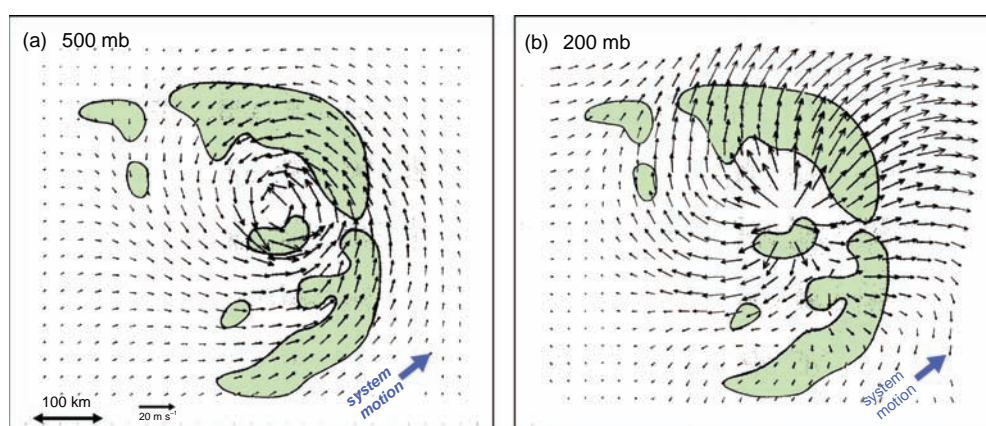 (a) 500 mb
system
motion
100 km
20 m s⁻¹
(b) 200 mb
system
motion